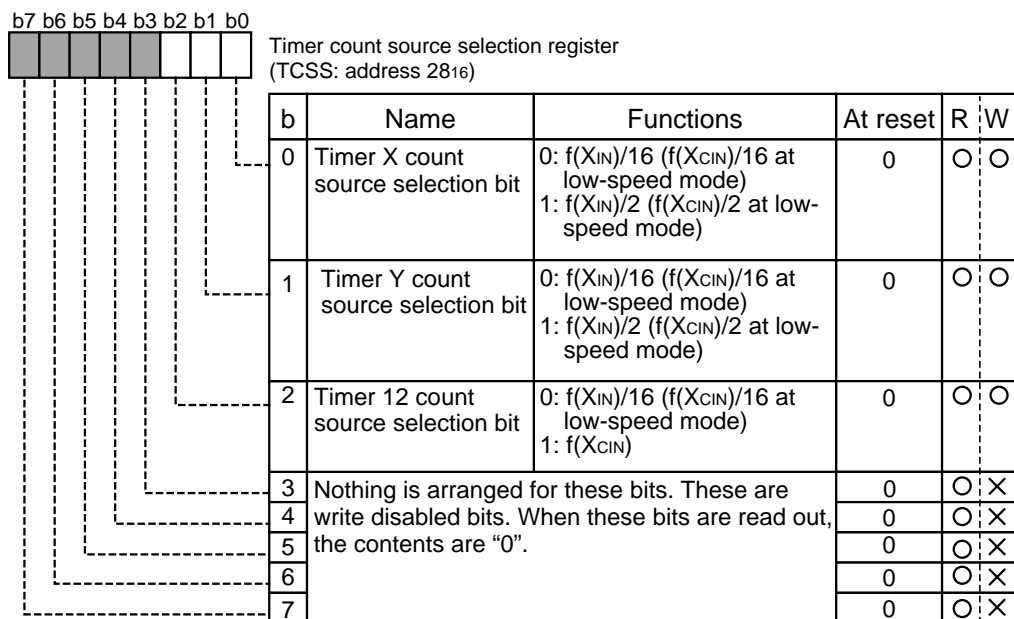 b7 b6 b5 b4 b3 b2 b1 b0
Timer count source selection register
(TCSS: address 2816)
b Name Functions At reset R W
0 Timer X count 0: f(XIN)/16 (f(XCIN)/16 at 0 O O
source selection bit low-speed mode)
1: f(XIN)/2 (f(XCIN)/2 at low-
speed mode)
1 Timer Y count 0: f(XIN)/16 (f(XCIN)/16 at 0 O O
source selection bit low-speed mode)
1: f(XIN)/2 (f(XCIN)/2 at low-
speed mode)
2 Timer 12 count 0: f(XIN)/16 (f(XCIN)/16 at 0 O O
source selection bit low-speed mode)
1: f(XCIN)
3 Nothing is arranged for these bits. These are 0 O ×
4 write disabled bits. When these bits are read out, 0 O ×
5 the contents are “0”. 0 O ×
6 0 O ×
7 0 O ×